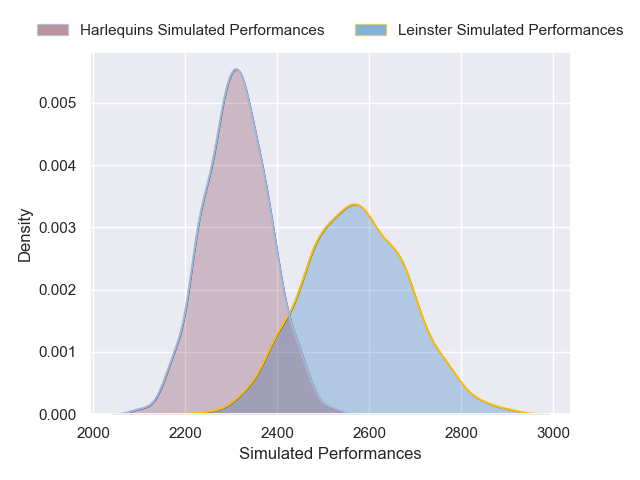 Harlequins Simulated Performances Leinster Simulated Performances
0.005
0.004
0.003
0.002
0.001
0.000
Density
2000 2200 2400 2600 2800 3000
Simulated Performances